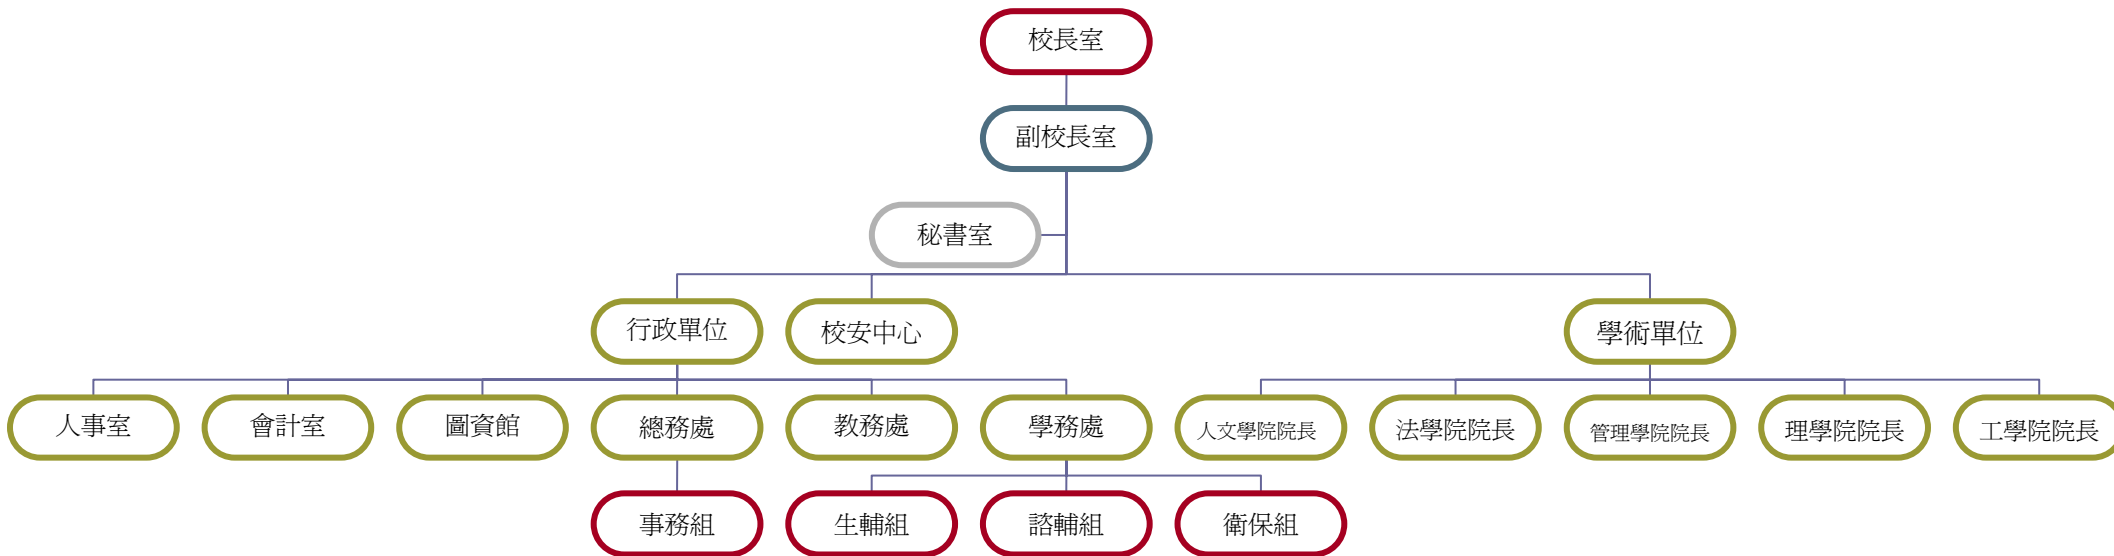 校長室
副校長室
秘書室
行政單位
校安中心
學術單位
人事室
會計室
圖資館
總務處
教務處
學務處
人文學院院長
法學院院長
管理學院院長
理學院院長
工學院院長
事務組
生輔組
諮輔組
衛保組